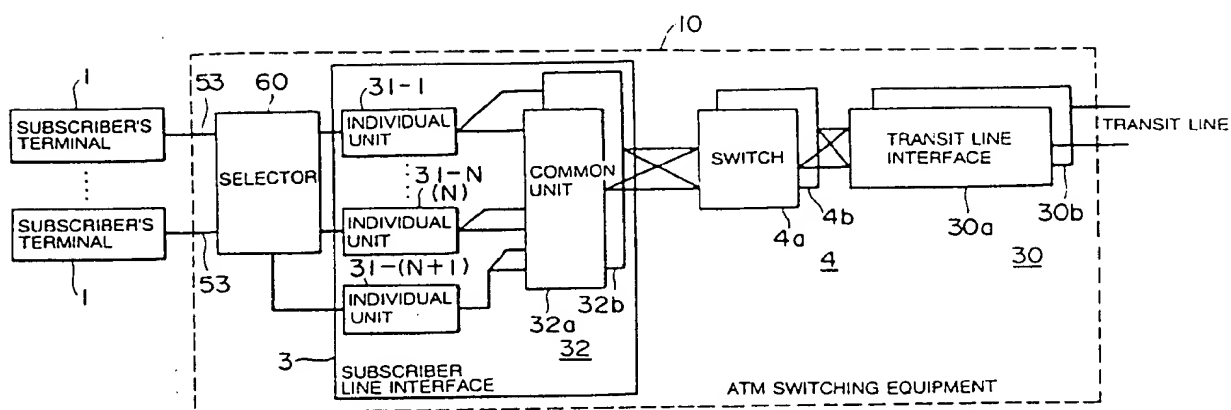 10
1
53
60
31-1
SUBSCRIBER'S
TERMINAL
SELECTOR
INDIVIDUAL
UNIT
31-N
(N)
COMMON
UNIT
SWITCH
TRANSIT LINE
INTERFACE
TRANSIT LINE
SUBSCRIBER'S
TERMINAL
INDIVIDUAL
UNIT
4b
4a
30b
30a
1
53
31-(N+1)
4
30
INDIVIDUAL
UNIT
32b
32a
32
3
SUBSCRIBER
LINE INTERFACE
ATM SWITCHING EQUIPMENT